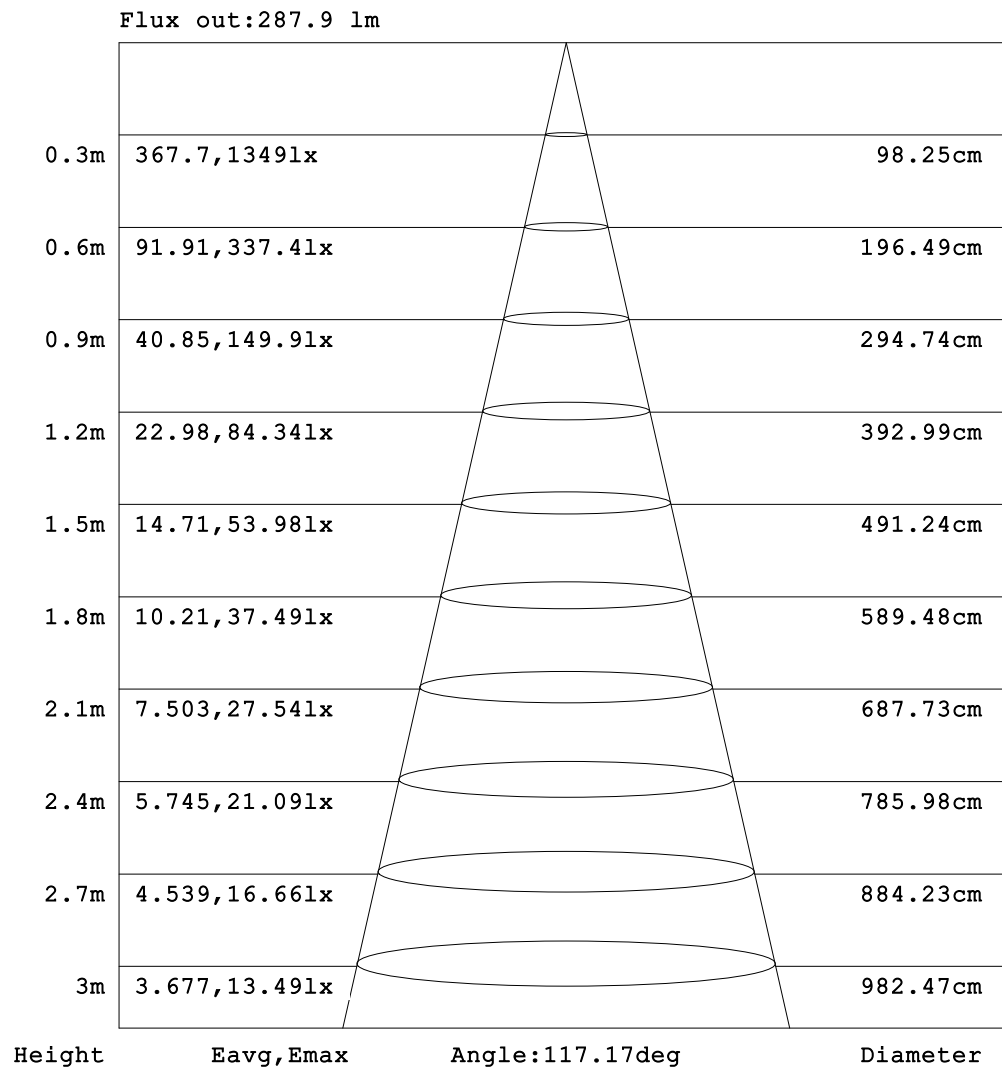 Flux out:287.9 lm
0.3m 367.7,1349lx 98.25cm
0.6m 91.91,337.4lx 196.49cm
0.9m 40.85,149.9lx 294.74cm
1.2m 22.98,84.34lx 392.99cm
1.5m 14.71,53.98lx 491.24cm
1.8m 10.21,37.49lx 589.48cm
2.1m 7.503,27.54lx 687.73cm
2.4m 5.745,21.09lx 785.98cm
2.7m 4.539,16.66lx 884.23cm
3m 3.677,13.49lx 982.47cm
Height Eavg,Emax Angle:117.17deg Diameter